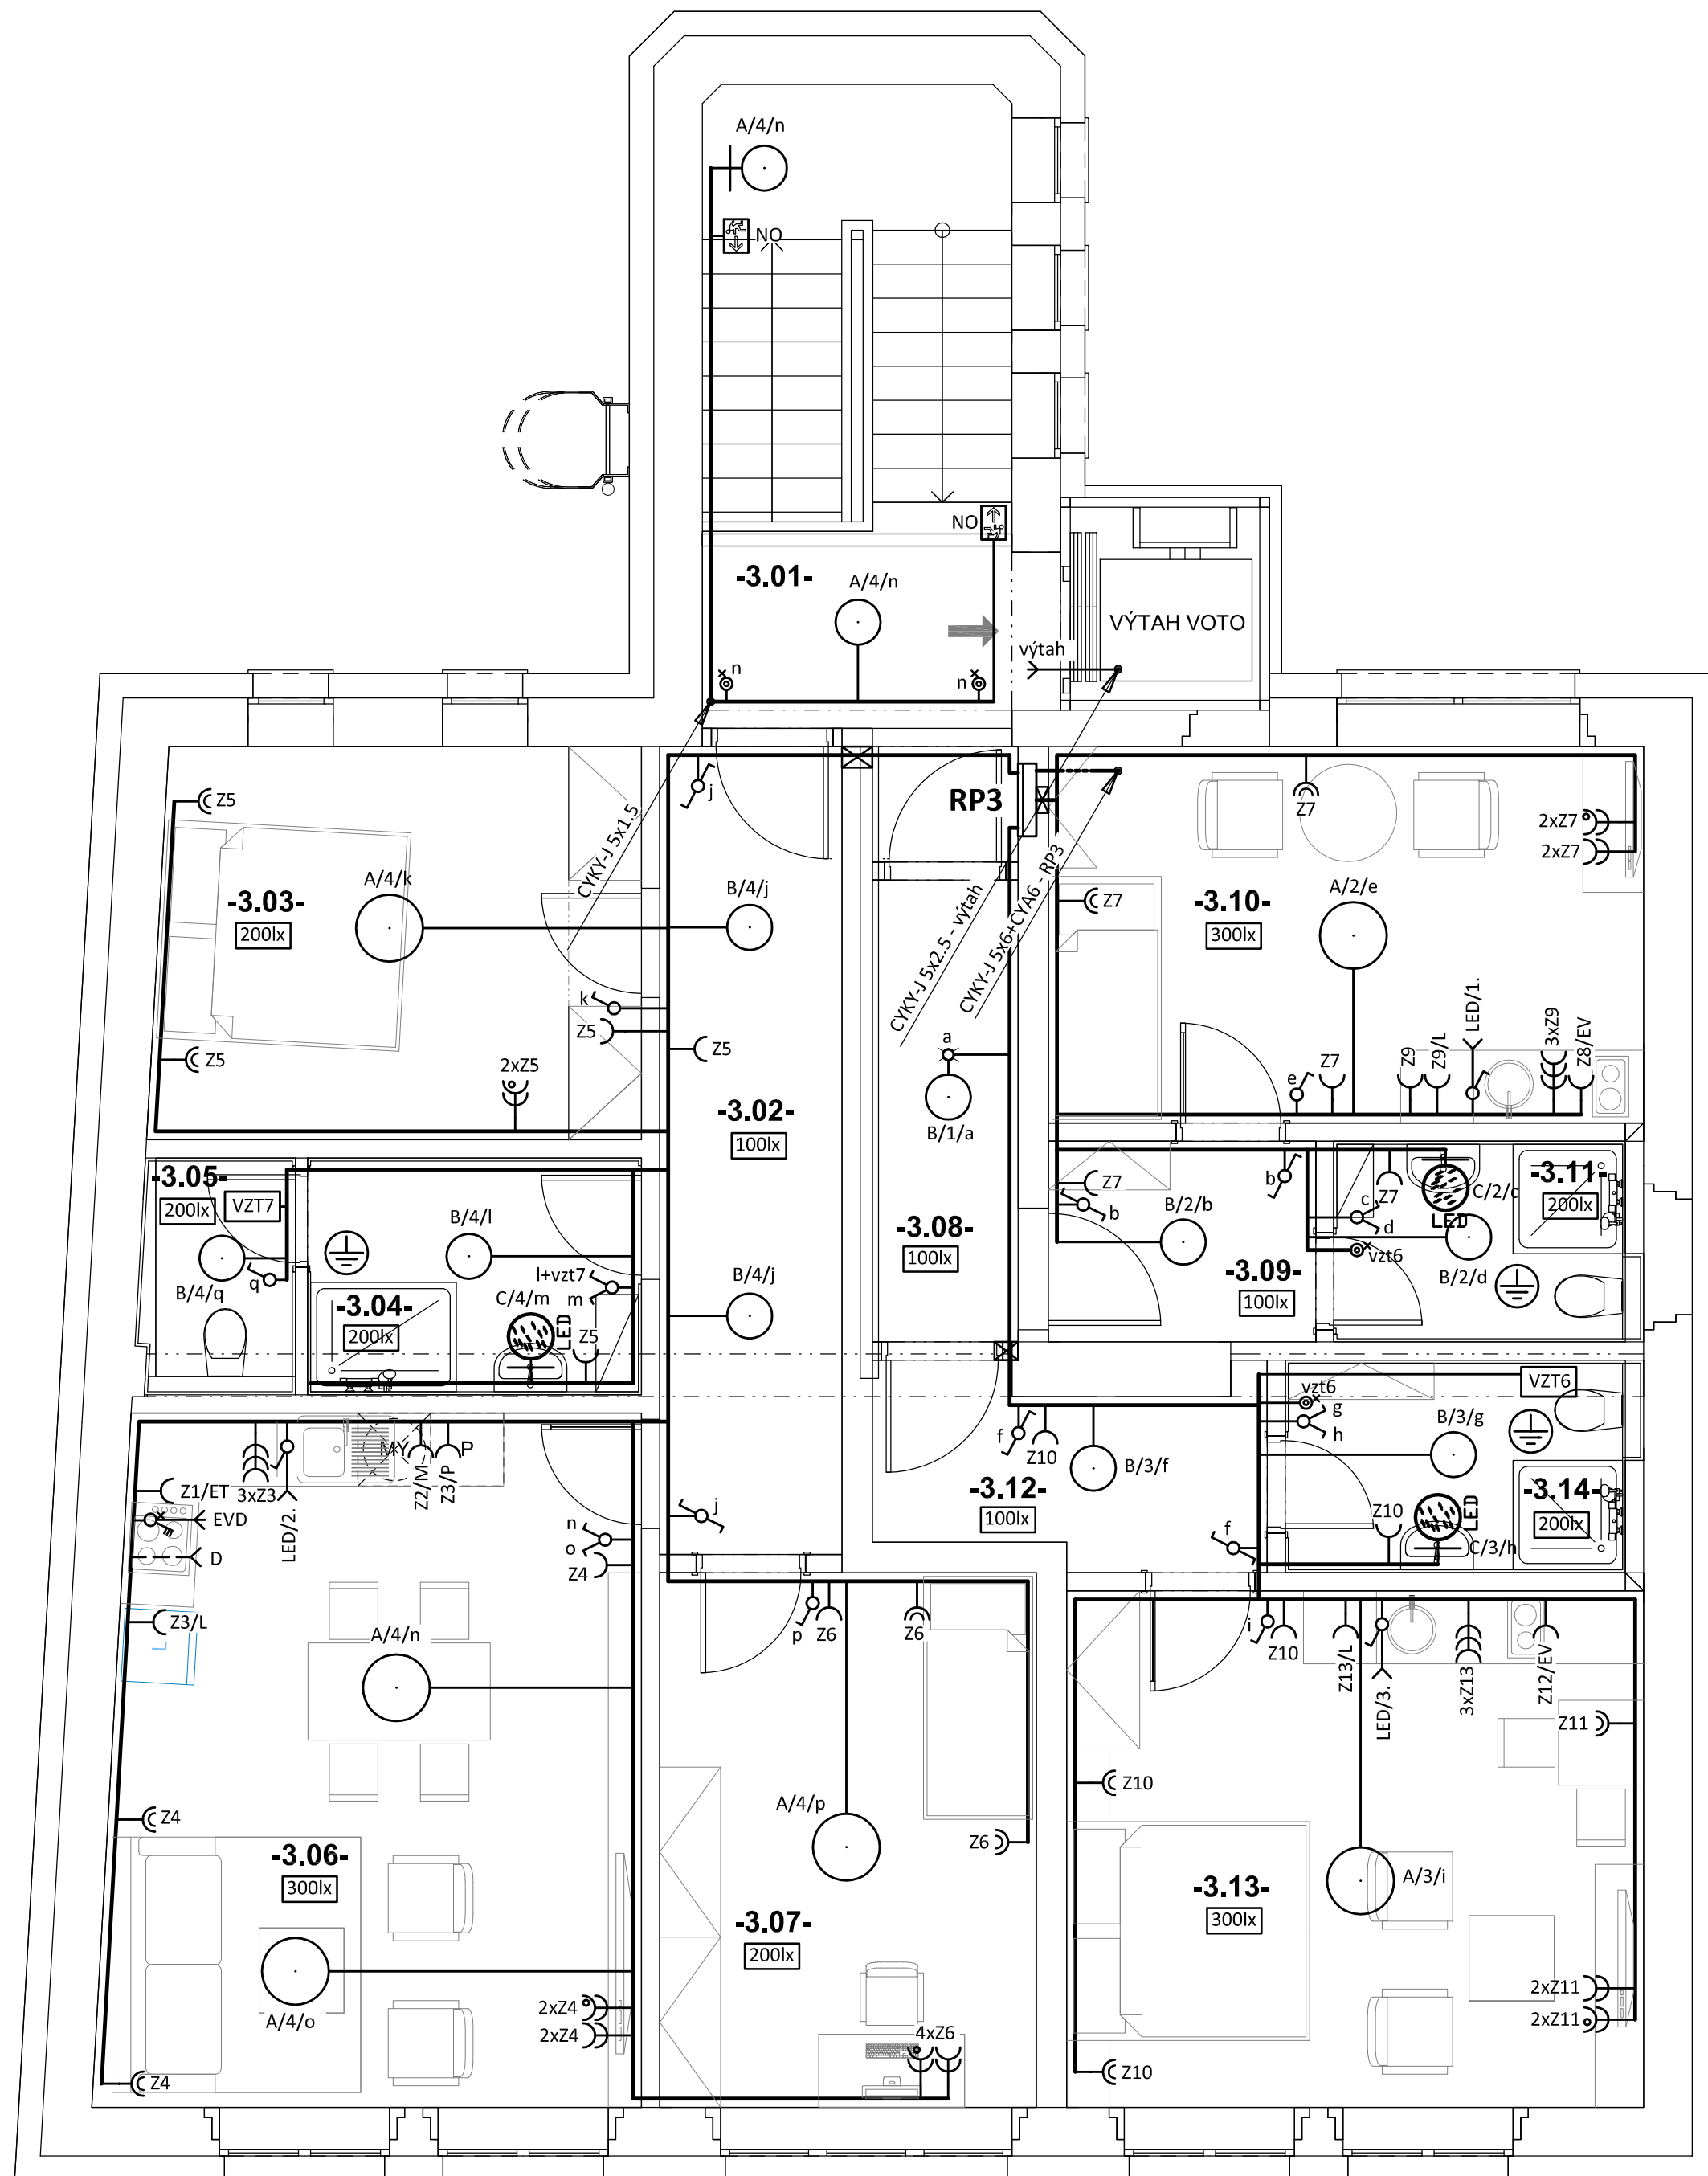 A/4/n
NO
NO
-3.01-
A/4/n
VÝTAH VOTO
výtah
n
n
j
RP3
Z5
Z7
2xZ7
2xZ7
CYKY-J 5x1.5
A/4/k
B/4/j
-3.03-
200lx
Z7
A/2/e
-3.10-
300lx
CYKY-J 5x2.5 - výtah
CYKY-J 5x6+CYA6 - RP3
k
Z5
Z5
a
Z5
2xZ5
e
Z7
Z9
Z9/L
LED/1.
3xZ9
Z8/EV
-3.02-
100lx
B/1/a
-3.05-
200lx
VZT7
B/4/l
b
Z7
b
B/2/b
c
Z7
d
C/2/c
LED
-3.11-
200lx
-3.08-
100lx
vzt6
B/2/d
-3.09-
100lx
B/4/q
q
l+vzt7
m
C/4/m
LED
-3.04-
200lx
Z5
B/4/j
VZT6
vzt6
g
h
B/3/g
f
Z10
B/3/f
-3.12-
100lx
MY
P
Z1/ET
3xZ3
LED/2.
Z2/M
Z3/P
EVD
D
n
o
Z4
j
f
Z10
LED
C/3/h
-3.14-
200lx
Z3/L
L
A/4/n
p
Z6
Z6
i
Z10
Z13/L
LED/3.
3xZ13
Z12/EV
Z11
Z4
A/4/p
Z6
Z10
-3.06-
300lx
-3.07-
200lx
A/3/i
-3.13-
300lx
A/4/o
2xZ4
2xZ4
4xZ6
2xZ11
2xZ11
Z4
Z10